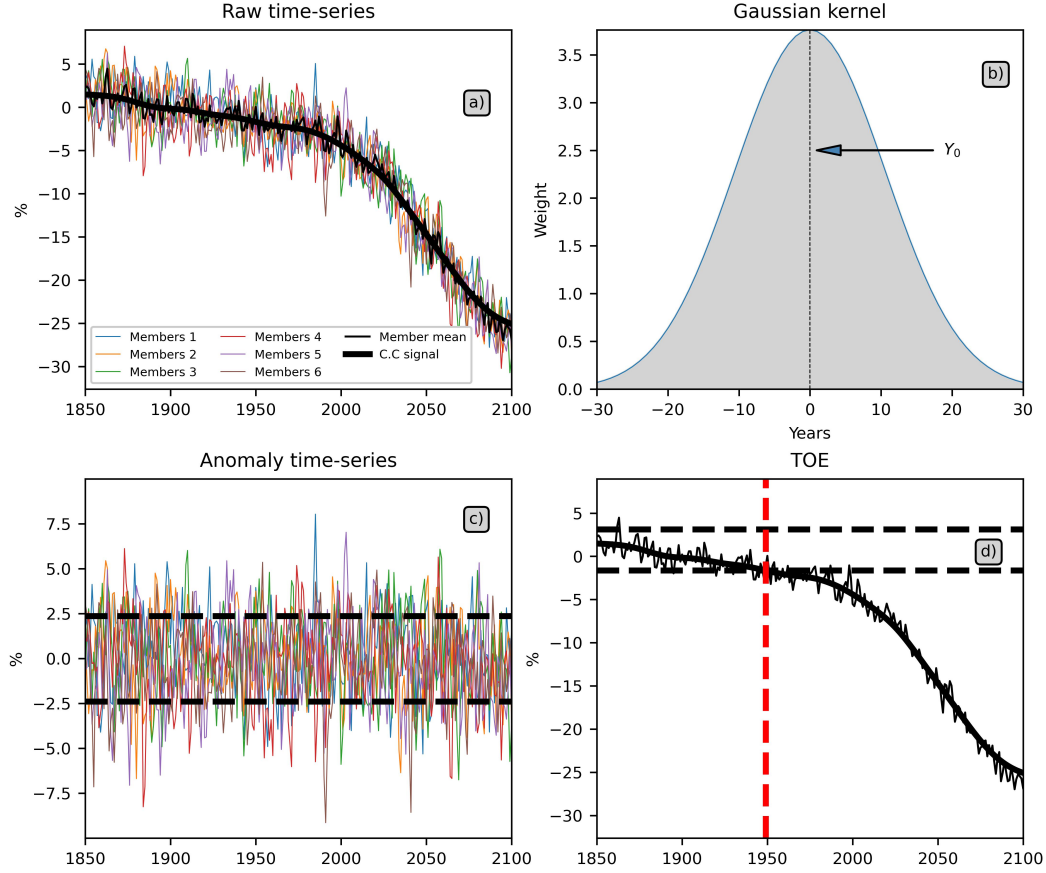 Raw time-series
5
0
−5
−10
−15
−20
−25
−30
%
a)
Members 1
Members 2
Members 3
Members 4
Members 5
Members 6
Member mean
C.C signal
1850 1900 1950 2000 2050 2100
Gaussian kernel
3.5
3.0
2.5
2.0
1.5
1.0
0.5
0.0
Weight
b)
Y0
−30 −20 −10 0 10 20 30
Years
Anomaly time-series
7.5
5.0
2.5
0.0
−2.5
−5.0
−7.5
%
c)
1850 1900 1950 2000 2050 2100
TOE
5
0
−5
−10
−15
−20
−25
−30
%
d)
1850 1900 1950 2000 2050 2100